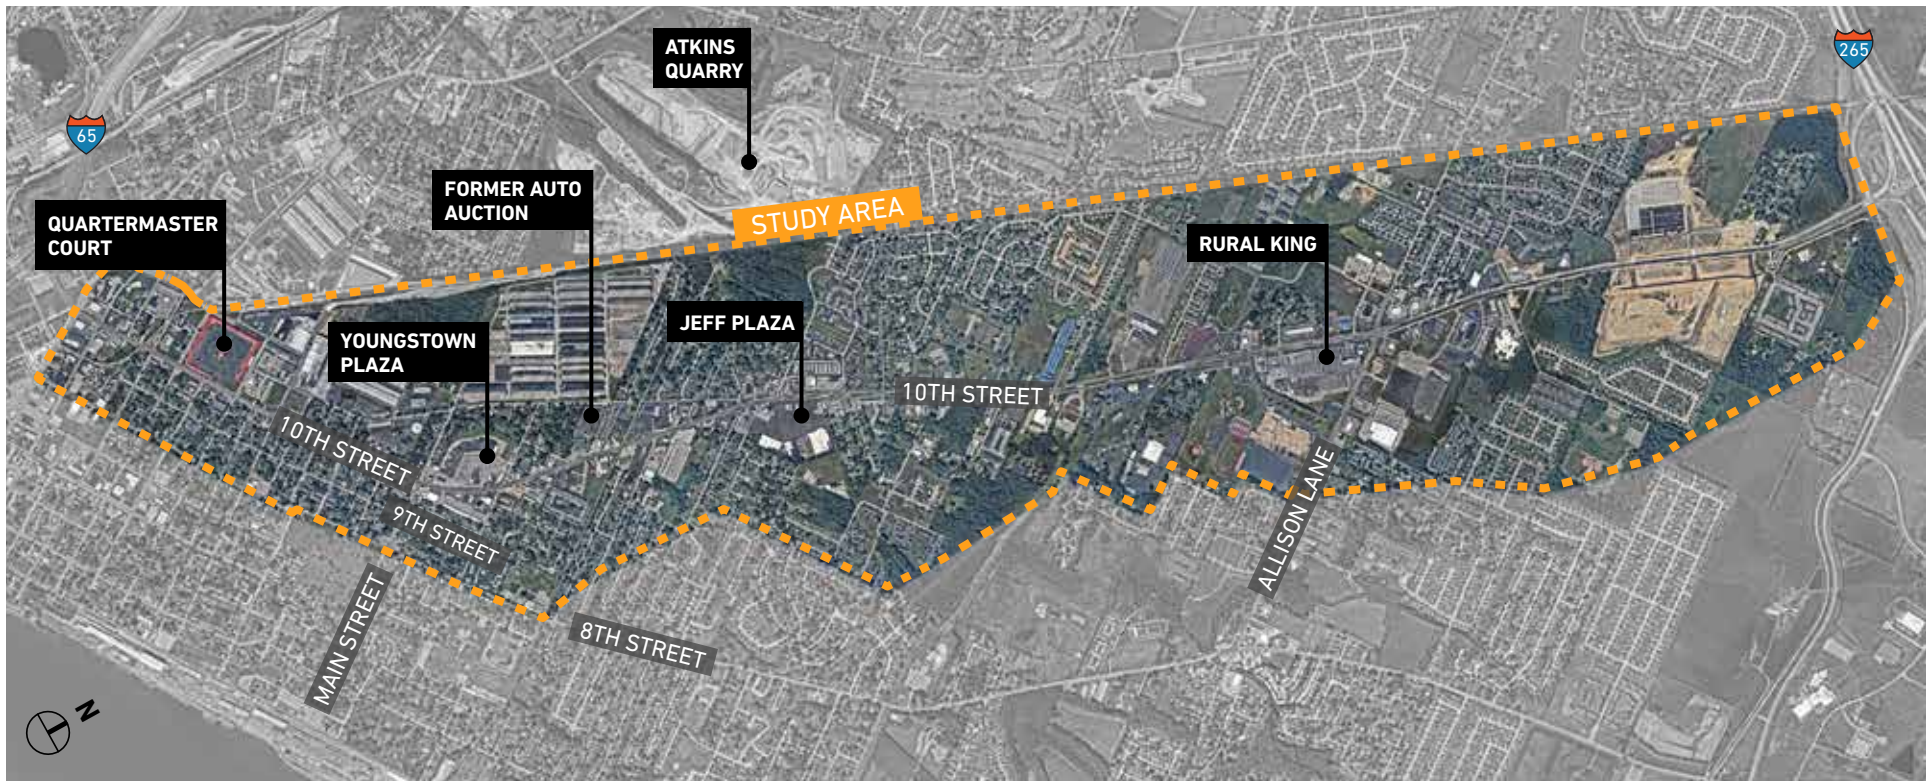 ATKINS
QUARRY
265
65
FORMER AUTO
AUCTION
QUARTERMASTER
COURT
STUDY AREA
RURAL KING
JEFF PLAZA
YOUNGSTOWN
PLAZA
10TH STREET
10TH STREET
9TH STREET
ALLISON LANE
MAIN STREET
8TH STREET
N